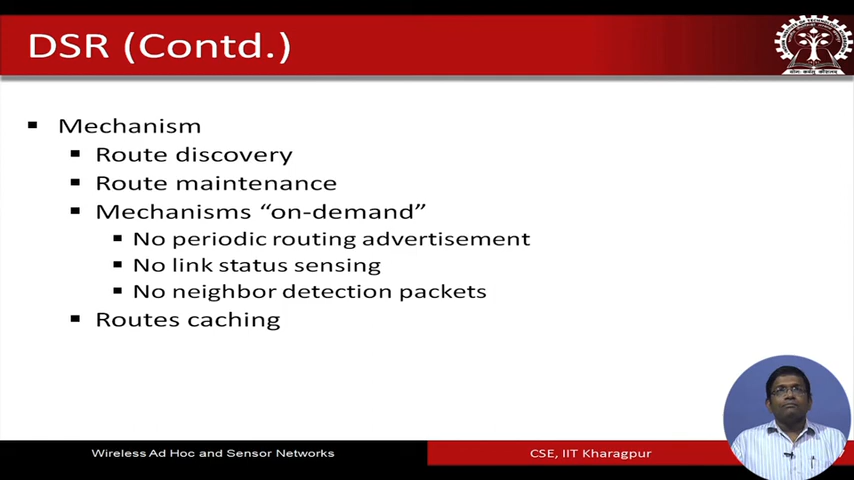 DSR (Contd.)
Mechanism
Route discovery
Route maintenance
Mechanisms “on-demand”
No periodic routing advertisement
No link status sensing
No neighbor detection packets
Routes caching
Wireless Ad Hoc and Sensor Networks
CSE, IIT Kharagpur